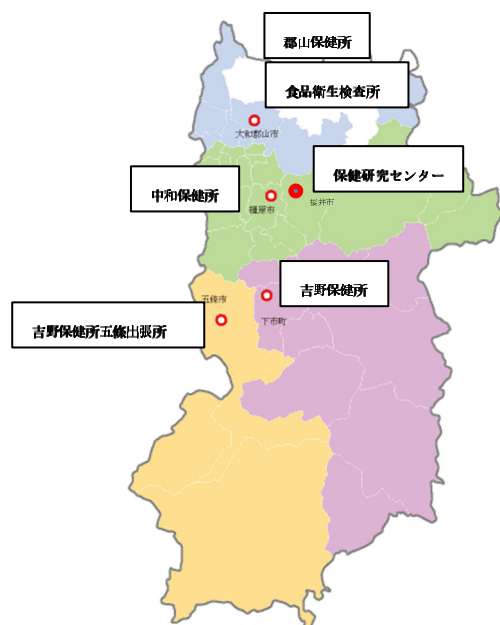 郡山保健所
食品衛生検査所
大和郡山市
保健研究センター
中和保健所
橿原市
桜井市
吉野保健所
五條市
下市町
吉野保健所五條出張所